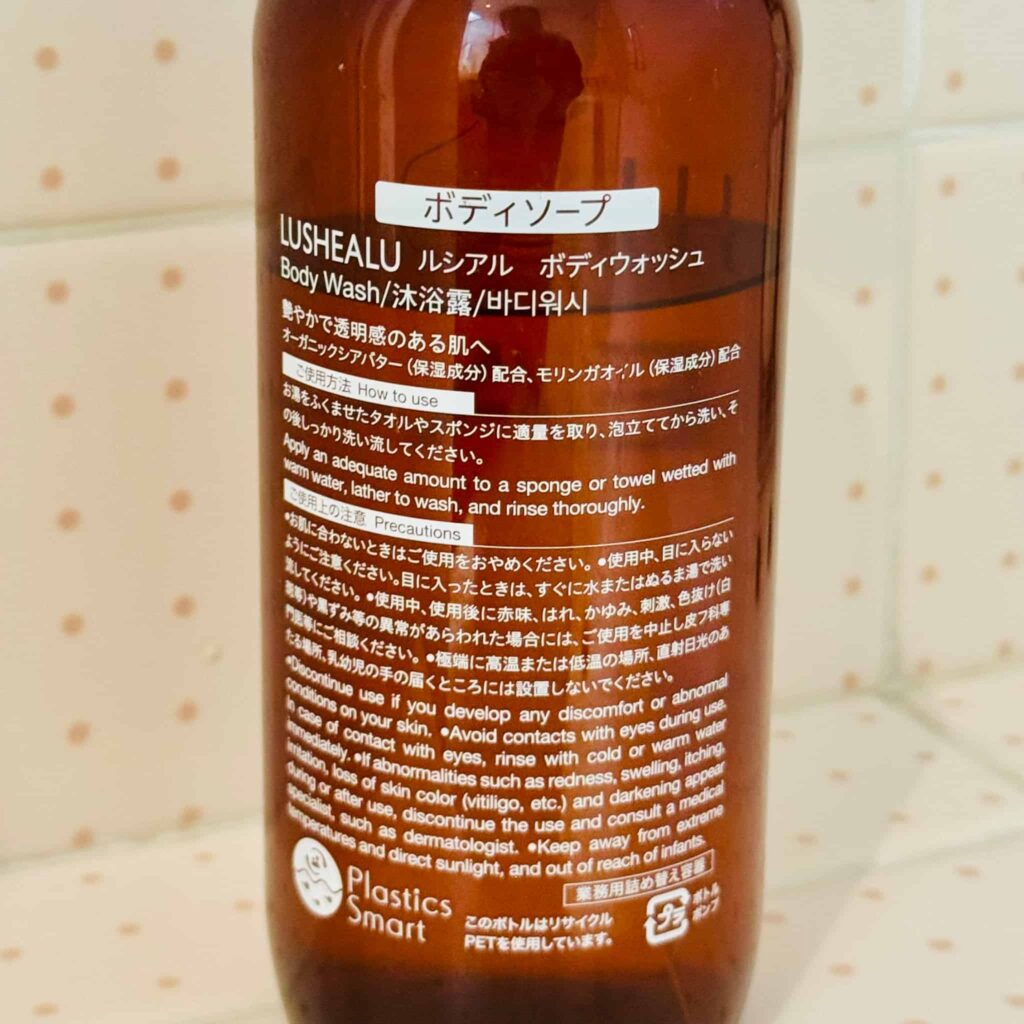 ボディソープ
LUSHEALU ルシアル ボディウォッシュ
Body Wash/沐浴露/바디워시
艶やかで透明感のある肌へ
オーガニックシアバター(保湿成分)配合、モリンガオイル(保湿成分)配合
ご使用方法 How to use
お湯をふくませたタオルやスポンジに適量を取り、泡立ててから洗い、そ
の後しっかり洗い流してください。
Apply an adequate amount to a sponge or towel wetted with
warm water, lather to wash, and rinse thoroughly.
ご使用上の注意 Precautions
●お肌に合わないときはご使用をおやめください。●使用中、目に入らない
ようにご注意ください。目に入ったときは、すぐに水またはぬるま湯で洗い
流してください。●使用中、使用後に赤味、はれ、かゆみ、刺激、色抜け(白
斑等)や黒ずみ等の異常があらわれた場合には、ご使用を中止し皮フ科専
門医等にご相談ください。●極端に高温または低温の場所、直射日光のあ
たる場所、乳幼児の手の届くところには設置しないでください。
●Discontinue use if you develop any discomfort or abnormal
conditions on your skin. ●Avoid contacts with eyes during use.
In case of contact with eyes, rinse with cold or warm water
immediately. ●If abnormalities such as redness, swelling, itching,
irritation, loss of skin color (vitiligo, etc.) and darkening appear
during or after use, discontinue the use and consult a medical
specialist, such as dermatologist. ●Keep away from extreme
temperatures and direct sunlight, and out of reach of infants.
業務用詰め替え容器
Plastics
Smart
このボトルはリサイクル
PETを使用しています。
プラ
ボトル
ポンプ